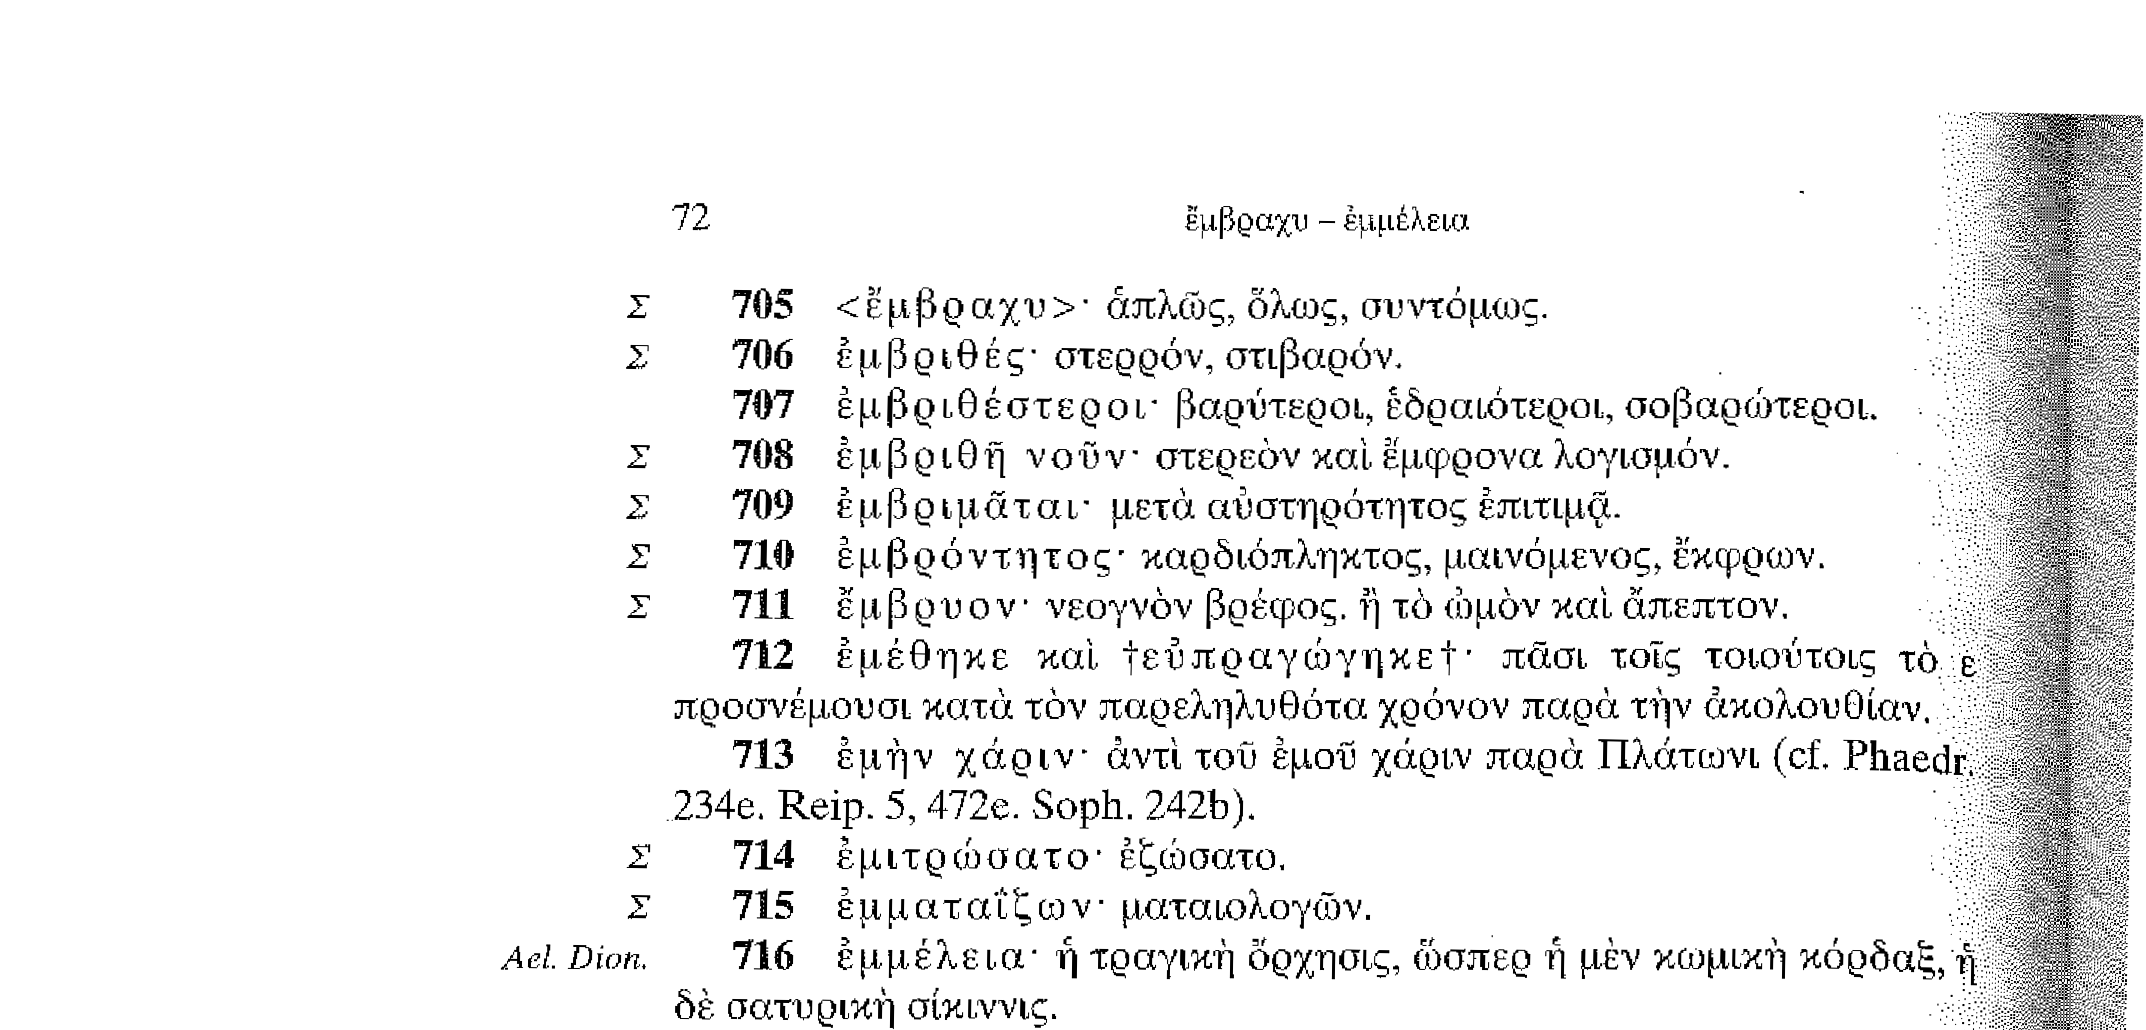 72 ἔμβραχυ – ἐμμέλεια
Σ 705 <ἔμβραχυ>· ἁπλῶς, ὅλως, συντόμως.
Σ 706 ἐμβριθές· στερρόν, στιβαρόν.
707 ἐμβριθέστεροι· βαρύτεροι, ἑδραιότεροι, σοβαρώτεροι.
Σ 708 ἐμβριθῆ νοῦν· στερεὸν καὶ ἔμφρονα λογισμόν.
Σ 709 ἐμβριμᾶται· μετὰ αὐστηρότητος ἐπιτιμᾷ.
Σ 710 ἐμβρόντητος· καρδιόπληκτος, μαινόμενος, ἔκφρων.
Σ 711 ἔμβρυον· νεογνὸν βρέφος. ἢ τὸ ὠμὸν καὶ ἄπεπτον.
712 ἐμέθηκε καὶ †εὐπραγώγηκε†· πᾶσι τοῖς τοιούτοις τὸ ε
προσνέμουσι κατὰ τὸν παρεληλυθότα χρόνον παρὰ τὴν ἀκολουθίαν.
713 ἐμὴν χάριν· ἀντὶ τοῦ ἐμοῦ χάριν παρὰ Πλάτωνι (cf. Phaedr.
234e. Reip. 5, 472e. Soph. 242b).
Σ 714 ἐμιτρώσατο· ἐζώσατο.
Σ 715 ἐμματαΐζων· ματαιολογῶν.
Ael. Dion. 716 ἐμμέλεια· ἡ τραγικὴ ὄρχησις, ὥσπερ ἡ μὲν κωμικὴ κόρδαξ, ἡ
δὲ σατυρικὴ σίκιννις.